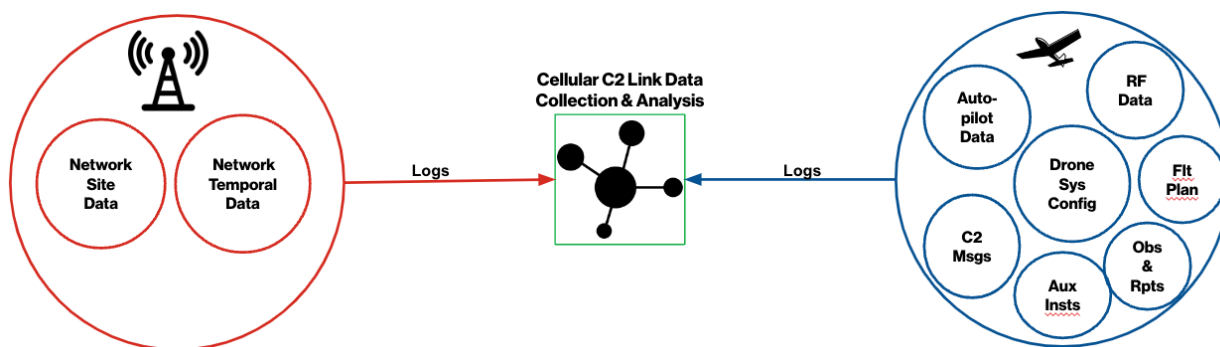 Network
Site
Data
Network
Temporal
Data
Logs
Cellular C2 Link Data
Collection & Analysis
Logs
Auto-
pilot
Data
RF
Data
Drone
Sys
Config
Flt
Plan
C2
Msgs
Aux
Insts
Obs
&
Rpts